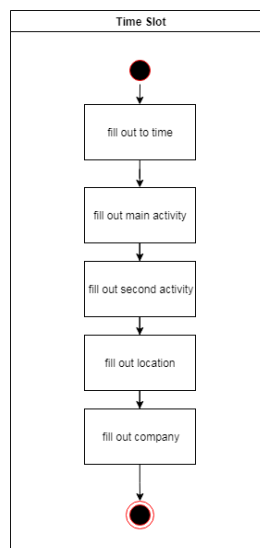 Time Slot
fill out to time
fill out main activity
fill out second activity
fill out location
fill out company